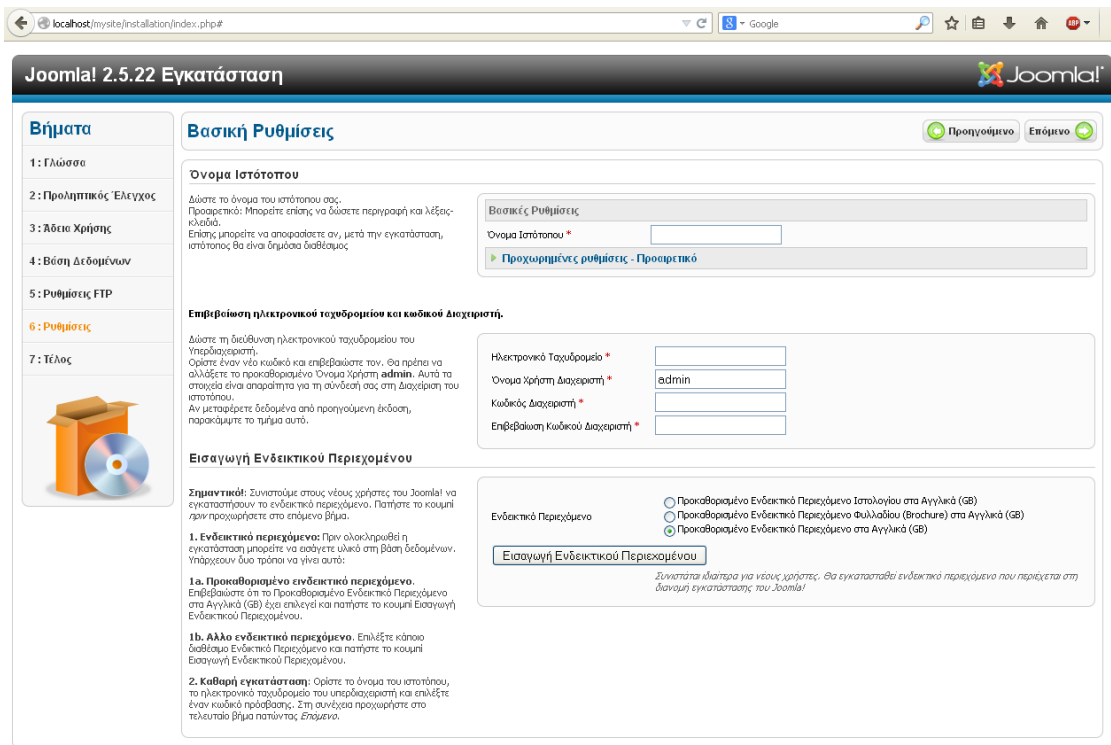 localhost/mysite/installation/index.php#
Google
ABP
Joomla! 2.5.22 Εγκατάσταση
Joomla!
Βήματα
1 : Γλώσσα
2 : Προληπτικός Έλεγχος
3 : Άδεια Χρήσης
4 : Βάση Δεδομένων
5 : Ρυθμίσεις FTP
6 : Ρυθμίσεις
7 : Τέλος
Βασική Ρυθμίσεις
Προηγούμενο
Επόμενο
Όνομα Ιστότοπου
Δώστε το όνομα του ιστότοπου σας.
Προαιρετικό: Μπορείτε επίσης να δώσετε περιγραφή και λέξεις-
κλειδιά.
Επίσης μπορείτε να αποφασίσετε αν, μετά την εγκατάσταση,
ιστότοπος θα είναι δημόσια διαθέσιμος
Βασικές Ρυθμίσεις
Όνομα Ιστότοπου *
Προχωρημένες ρυθμίσεις - Προαιρετικό
Επιβεβαίωση ηλεκτρονικού ταχυδρομείου και κωδικού Διαχειριστή.
Δώστε τη διεύθυνση ηλεκτρονικού ταχυδρομείου του
Υπερδιαχειριστή.
Ορίστε έναν νέο κωδικό και επιβεβαιώστε τον. Θα πρέπει να
αλλάξετε το προκαθορισμένο Όνομα Χρήστη admin. Αυτά τα
στοιχεία είναι απαραίτητα για τη σύνδεσή σας στη Διαχείριση του
ιστοτόπου.
Αν μεταφέρετε δεδομένα από προηγούμενη έκδοση,
παρακάμψτε το τμήμα αυτό.
Ηλεκτρονικό Ταχυδρομείο *
Όνομα Χρήστη Διαχειριστή * admin
Κωδικός Διαχειριστή *
Επιβεβαίωση Κωδικού Διαχειριστή *
Εισαγωγή Ενδεικτικού Περιεχομένου
Σημαντικό!: Συνιστούμε στους νέους χρήστες του Joomla! να
εγκαταστήσουν το ενδεικτικό περιεχόμενο. Πατήστε το κουμπί
πριν προχωρήσετε στο επόμενο βήμα.
1. Ενδεικτικό περιεχόμενο: Πριν ολοκληρωθεί η
εγκατάσταση μπορείτε να εισάγετε υλικό στη βάση δεδομένων.
Υπάρχουν δυο τρόποι να γίνει αυτό:
1a. Προκαθορισμένο εινδεικτικό περιεχόμενο.
Επιβεβαιώστε ότι το Προκαθορισμένο Ενδεικτικό Περιεχόμενο
στα Αγγλικά (GB) έχει επιλεγεί και πατήστε το κουμπί Εισαγωγή
Ενδεικτικού Περιεχομένου.
1b. Αλλο ενδεικτικό περιεχόμενο. Επιλέξτε κάποιο
διαθέσιμο Ενδικτικό Περιεχόμενο και πατήστε το κουμπί
Εισαγωγή Ενδεικτικού Περιεχομένου.
2. Καθαρή εγκατάσταση: Ορίστε το όνομα του ιστοτόπου,
το ηλεκτρονικό ταχυδρομείο του υπερδιαχειριστή και επιλέξτε
έναν κωδικό πρόσβασης. Στη συνέχεια προχωρήστε στο
τελευταίο βήμα πατώντας Επόμενο.
Ενδεικτικό Περιεχόμενο
Προκαθορισμένο Ενδεικτικό Περιεχόμενο Ιστολογίου στα Αγγλικά (GB)
Προκαθορισμένο Ενδεικτικό Περιεχόμενο Φυλλαδίου (Brochure) στα Αγγλικά (GB)
Προκαθορισμένο Ενδεικτικό Περιεχόμενο στα Αγγλικά (GB)
Εισαγωγή Ενδεικτικού Περιεχομένου
Συνιστάται ιδιαίτερα για νέους χρήστες. Θα εγκατασταθεί ενδεικτικό περιεχόμενο που περιέχεται στη
διανομή εγκατάστασης του Joomla!